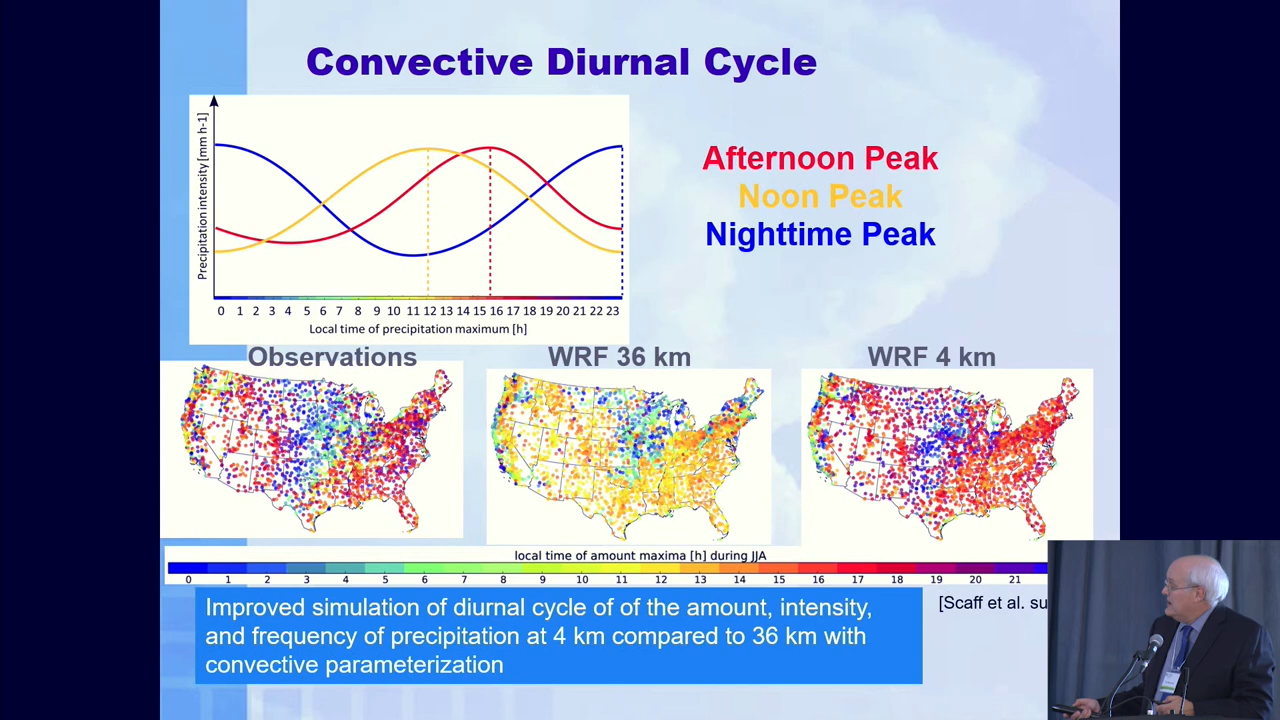 Convective Diurnal Cycle
Precipitation intensity [mm h-1]
0 1 2 3 4 5 6 7 8 9 10 11 12 13 14 15 16 17 18 19 20 21 22 23
Local time of precipitation maximum [h]
Afternoon Peak
Noon Peak
Nighttime Peak
Observations
WRF 36 km
WRF 4 km
local time of amount maxima [h] during JJA
0 1 2 3 4 5 6 7 8 9 10 11 12 13 14 15 16 17 18 19 20 21
Improved simulation of diurnal cycle of of the amount, intensity,
and frequency of precipitation at 4 km compared to 36 km with
convective parameterization
[Scaff et al. su